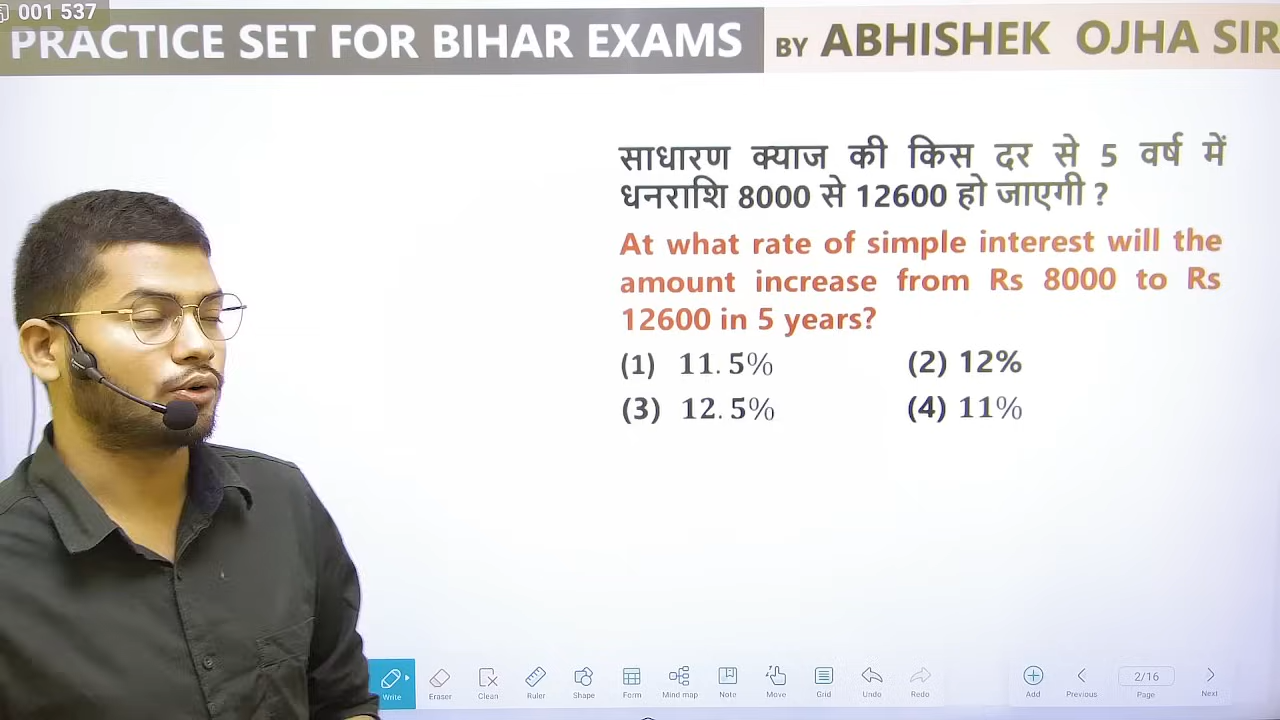 001 537
PRACTICE SET FOR BIHAR EXAMS
BY ABHISHEK OJHA SIR
साधारण क्याज की किस दर से 5 वर्ष में
धनराशि 8000 से 12600 हो जाएगी ?
At what rate of simple interest will the
amount increase from Rs 8000 to Rs
12600 in 5 years?
(1) 11.5% (2) 12%
(3) 12.5% (4) 11%
Write Eraser Clean Ruler Shape Form Mind map Note Move Undo Redo Add Previous 2/16 Page Next